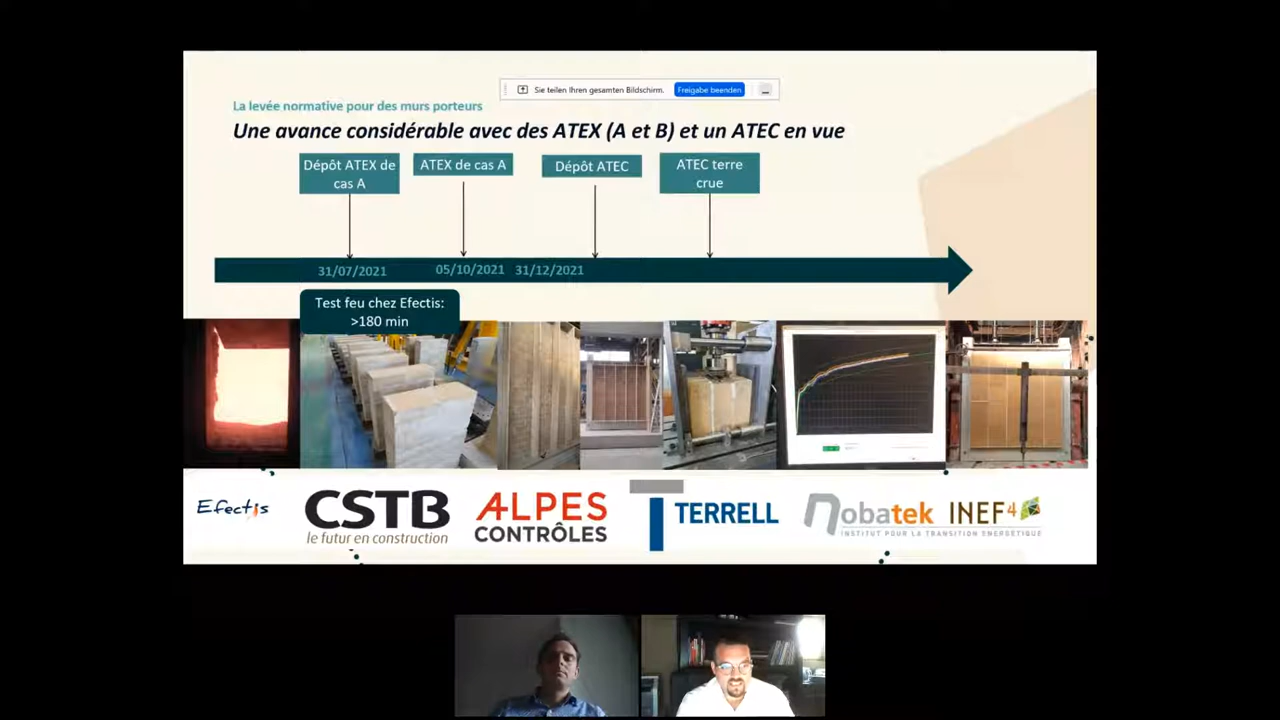 Sie teilen Ihren gesamten Bildschirm. Freigabe beenden
La levée normative pour des murs porteurs
Une avance considérable avec des ATEX (A et B) et un ATEC en vue
Dépôt ATEX de
cas A
ATEX de cas A
Dépôt ATEC
ATEC terre
crue
31/07/2021 05/10/2021 31/12/2021
Test feu chez Efectis:
>180 min
Efectis
CSTB
le futur en construction
ALPES
CONTRÔLES
TERRELL
nobatek INEF4
INSTITUT POUR LA TRANSITION ENERGETIQUE